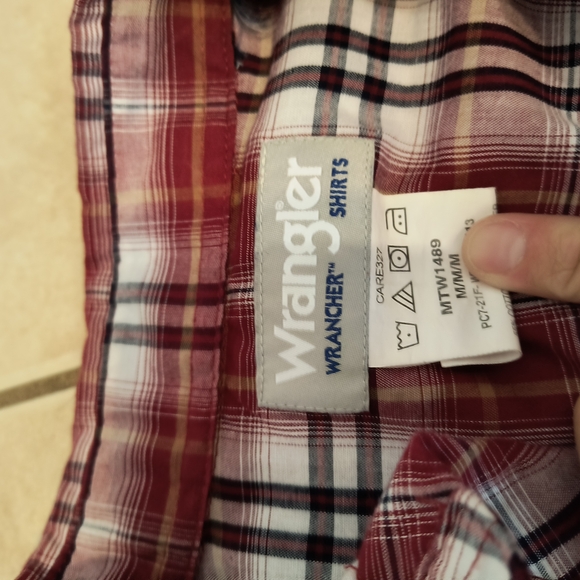 Wrangler
WRANCHER™ SHIRTS
CARE327
MTW1489
M/M/M